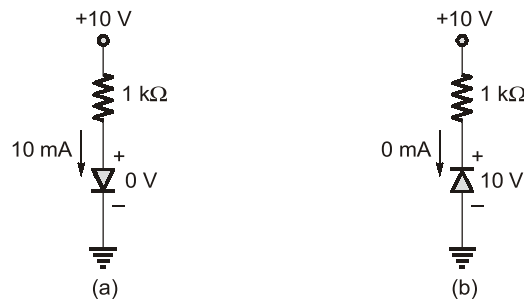 +10 V
1 kΩ
10 mA
+
0 V
–
(a)
+10 V
1 kΩ
0 mA
+
10 V
–
(b)